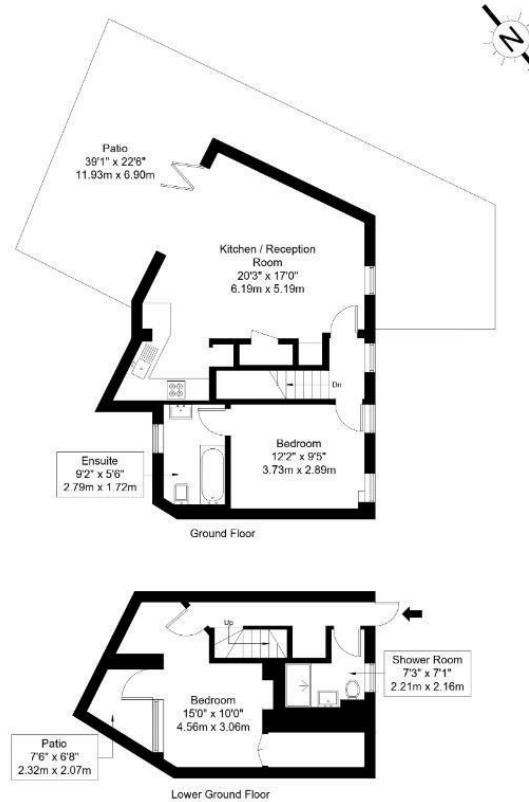 N
Patio
39'1" x 22'6"
11.93m x 6.90m
Kitchen / Reception
Room
20'3" x 17'0"
6.19m x 5.19m
Dn
Bedroom
12'2" x 9'5"
3.73m x 2.89m
Ensuite
9'2" x 5'6"
2.79m x 1.72m
Ground Floor
Up
Shower Room
7'3" x 7'1"
2.21m x 2.16m
Bedroom
15'0" x 10'0"
4.56m x 3.06m
Patio
7'6" x 6'8"
2.32m x 2.07m
Lower Ground Floor